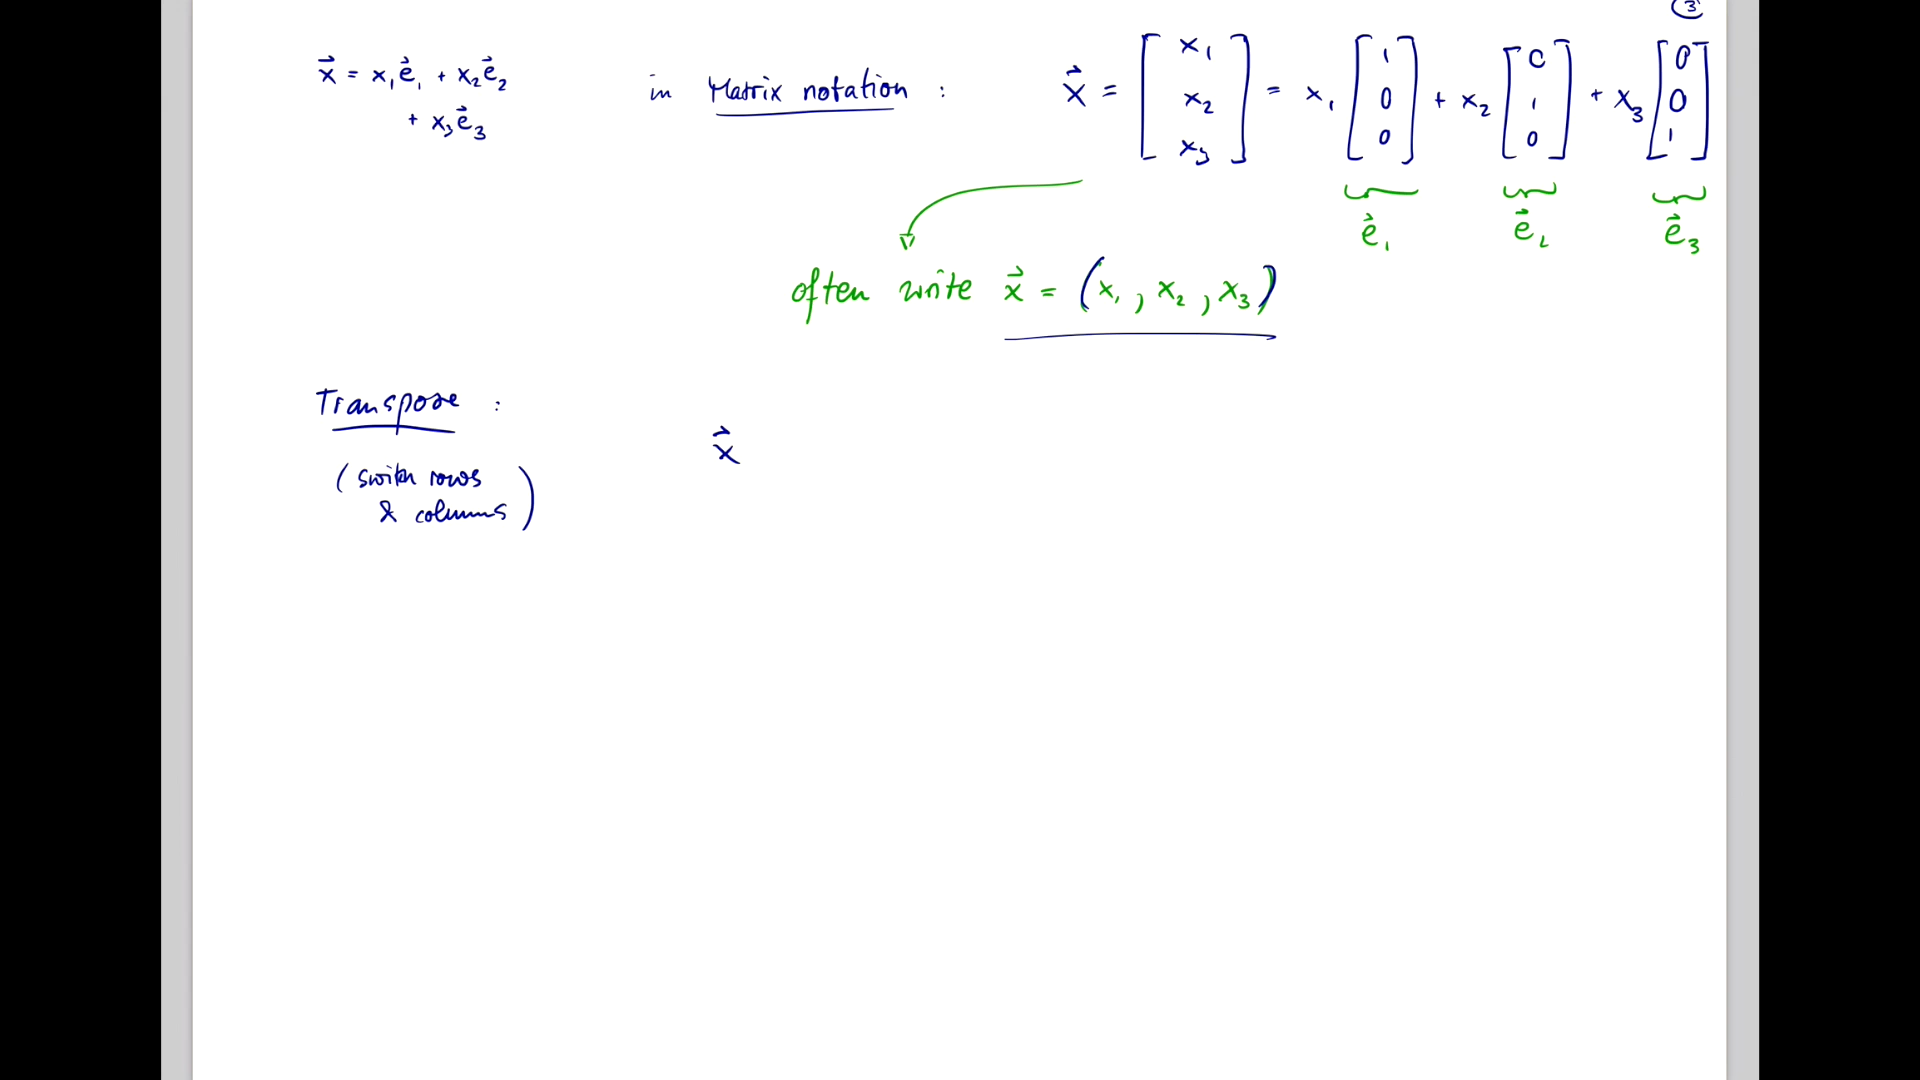 ③
x⃗ = x₁e⃗₁ + x₂e⃗₂
+ x₃e⃗₃
in Matrix notation : x⃗ = [x₁ x₂ x₃] = x₁ [1 0 0] + x₂ [0 1 0] + x₃ [0 0 1]
e⃗₁ e⃗₂ e⃗₃
often write x⃗ = (x₁, x₂, x₃)
Transpose :
x⃗
(switch rows
& columns)